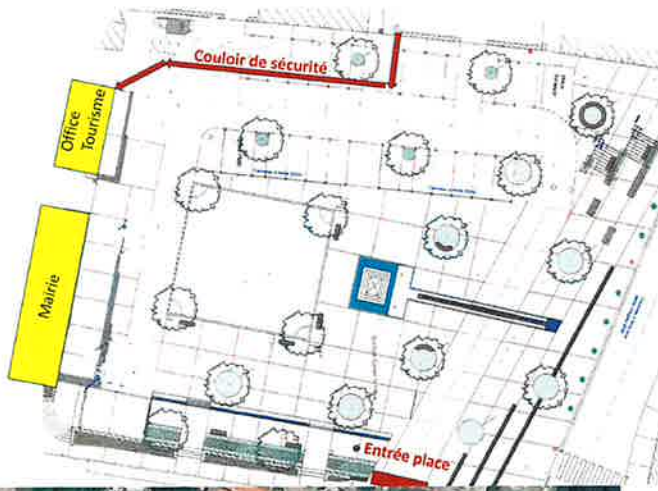 Couloir de sécurité
Office
Tourisme
Mairie
Entrée place